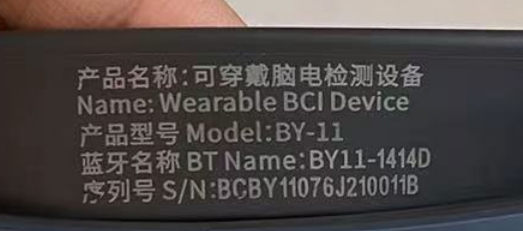 产品名称:可穿戴脑电检测设备
Name: Wearable BCI Device
产品型号 Model:BY-11
蓝牙名称 BT Name:BY11-1414D
序列号 S/N:BCBY11076J210011B